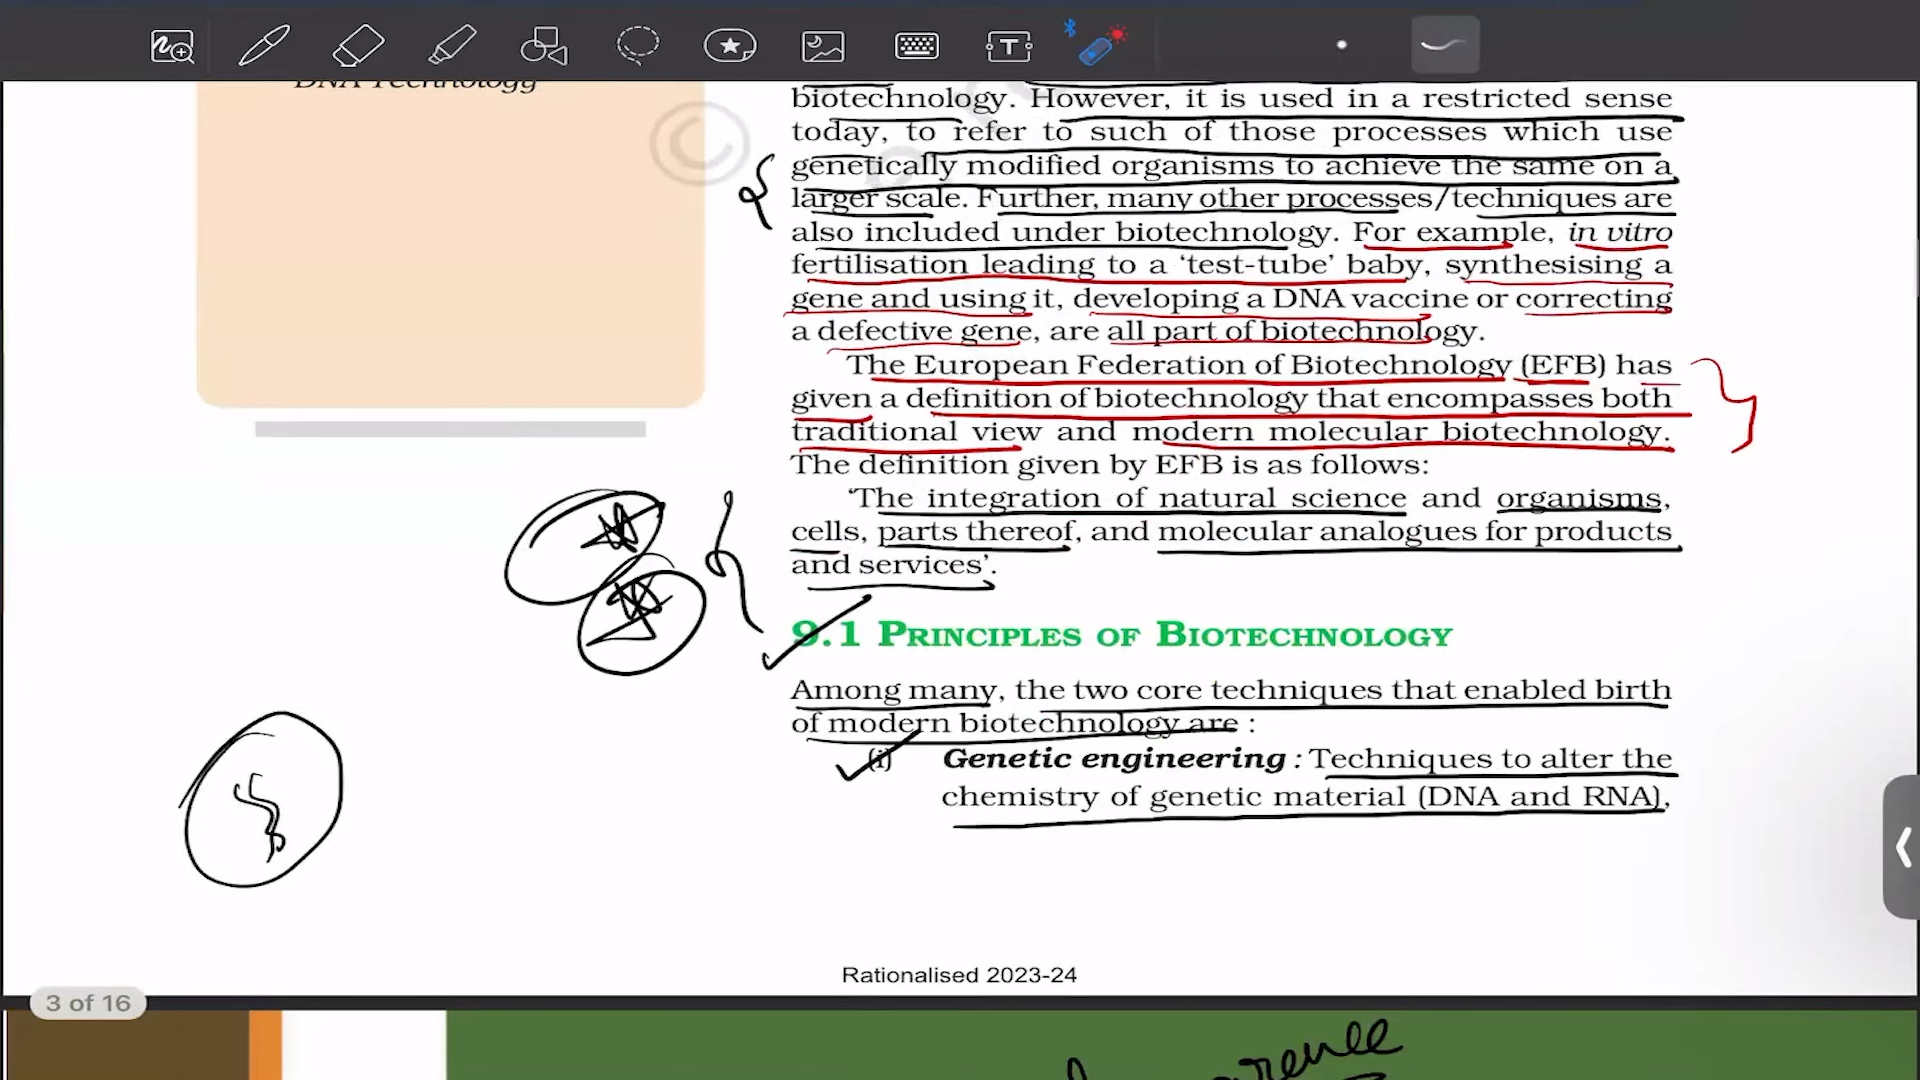 DNA Technology
biotechnology. However, it is used in a restricted sense
today, to refer to such of those processes which use
genetically modified organisms to achieve the same on a
larger scale. Further, many other processes/techniques are
also included under biotechnology. For example, in vitro
fertilisation leading to a ‘test-tube’ baby, synthesising a
gene and using it, developing a DNA vaccine or correcting
a defective gene, are all part of biotechnology.
The European Federation of Biotechnology (EFB) has
given a definition of biotechnology that encompasses both
traditional view and modern molecular biotechnology.
The definition given by EFB is as follows:
‘The integration of natural science and organisms,
cells, parts thereof, and molecular analogues for products
and services’.
9.1 PRINCIPLES OF BIOTECHNOLOGY
Among many, the two core techniques that enabled birth
of modern biotechnology are :
(i) Genetic engineering : Techniques to alter the
chemistry of genetic material (DNA and RNA),
Rationalised 2023-24
3 of 16